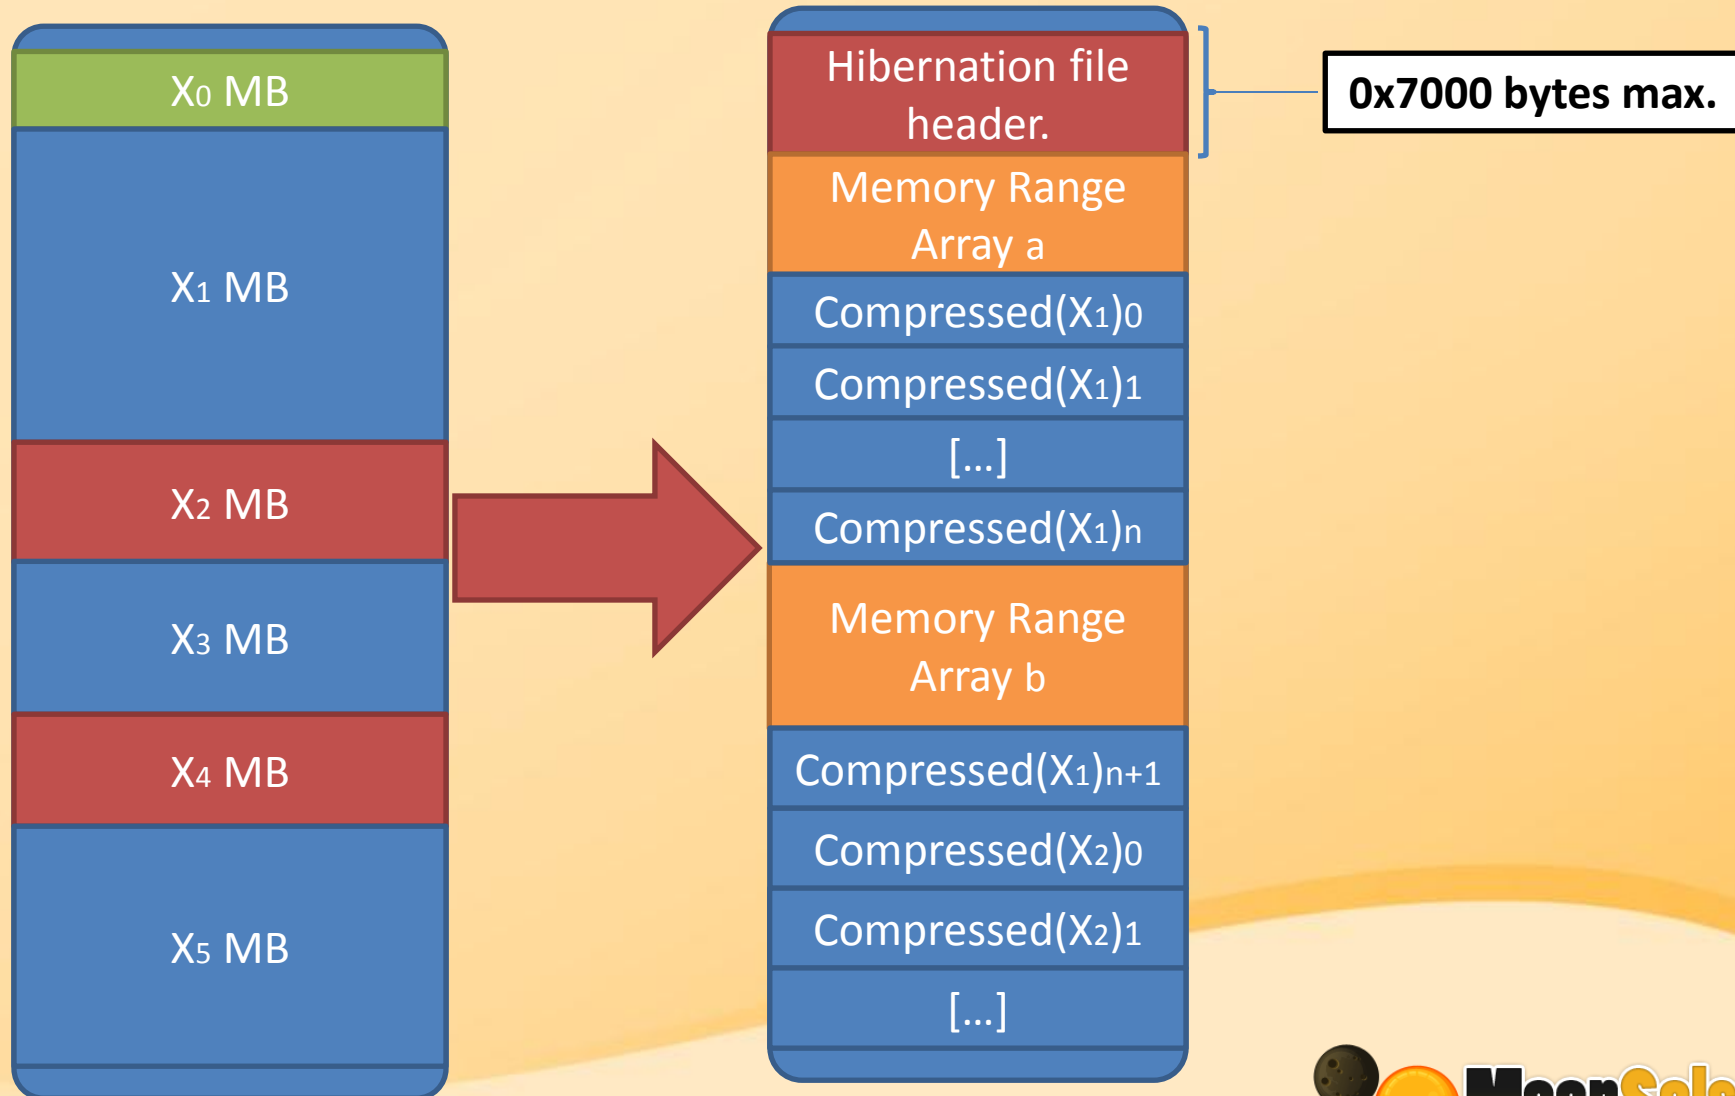 X0 MB
X1 MB
X2 MB
X3 MB
X4 MB
X5 MB
Hibernation file
header.
Memory Range
Array a
Compressed(X1)0
Compressed(X1)1
[…]
Compressed(X1)n
Memory Range
Array b
Compressed(X1)n+1
Compressed(X2)0
Compressed(X2)1
[…]
0x7000 bytes max.